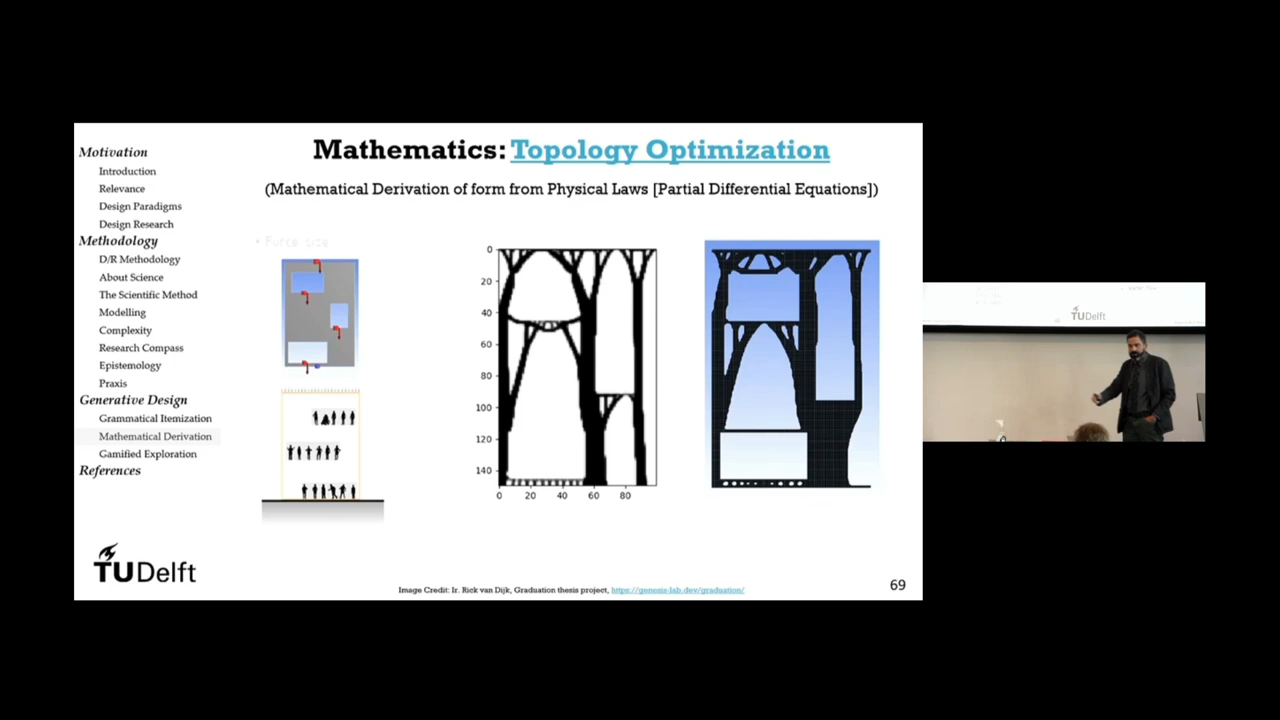 Mathematics: Topology Optimization
(Mathematical Derivation of form from Physical Laws [Partial Differential Equations])
Motivation
Introduction
Relevance
Design Paradigms
Design Research
Methodology
D/R Methodology
About Science
The Scientific Method
Modelling
Complexity
Research Compass
Epistemology
Praxis
Generative Design
Grammatical Itemization
Mathematical Derivation
Gamified Exploration
References
• Force size
0
20
40
60
80
100
120
140
0 20 40 60 80
TUDelft
Image Credit: Ir. Rick van Dijk, Graduation thesis project, https://genesis-lab.dev/graduation/
69
TUDelft